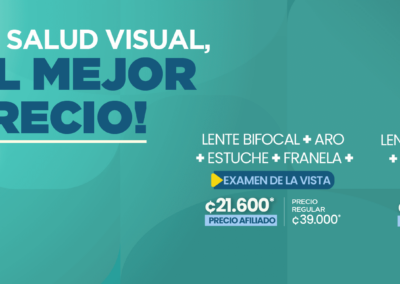 SALUD VISUAL,
L MEJOR
RECIO!
LENTE BIFOCAL + ARO
+ ESTUCHE + FRANELA +
EXAMEN DE LA VISTA
¢21.600*
PRECIO AFILIADO
PRECIO
REGULAR
¢39.000*
LEN
+